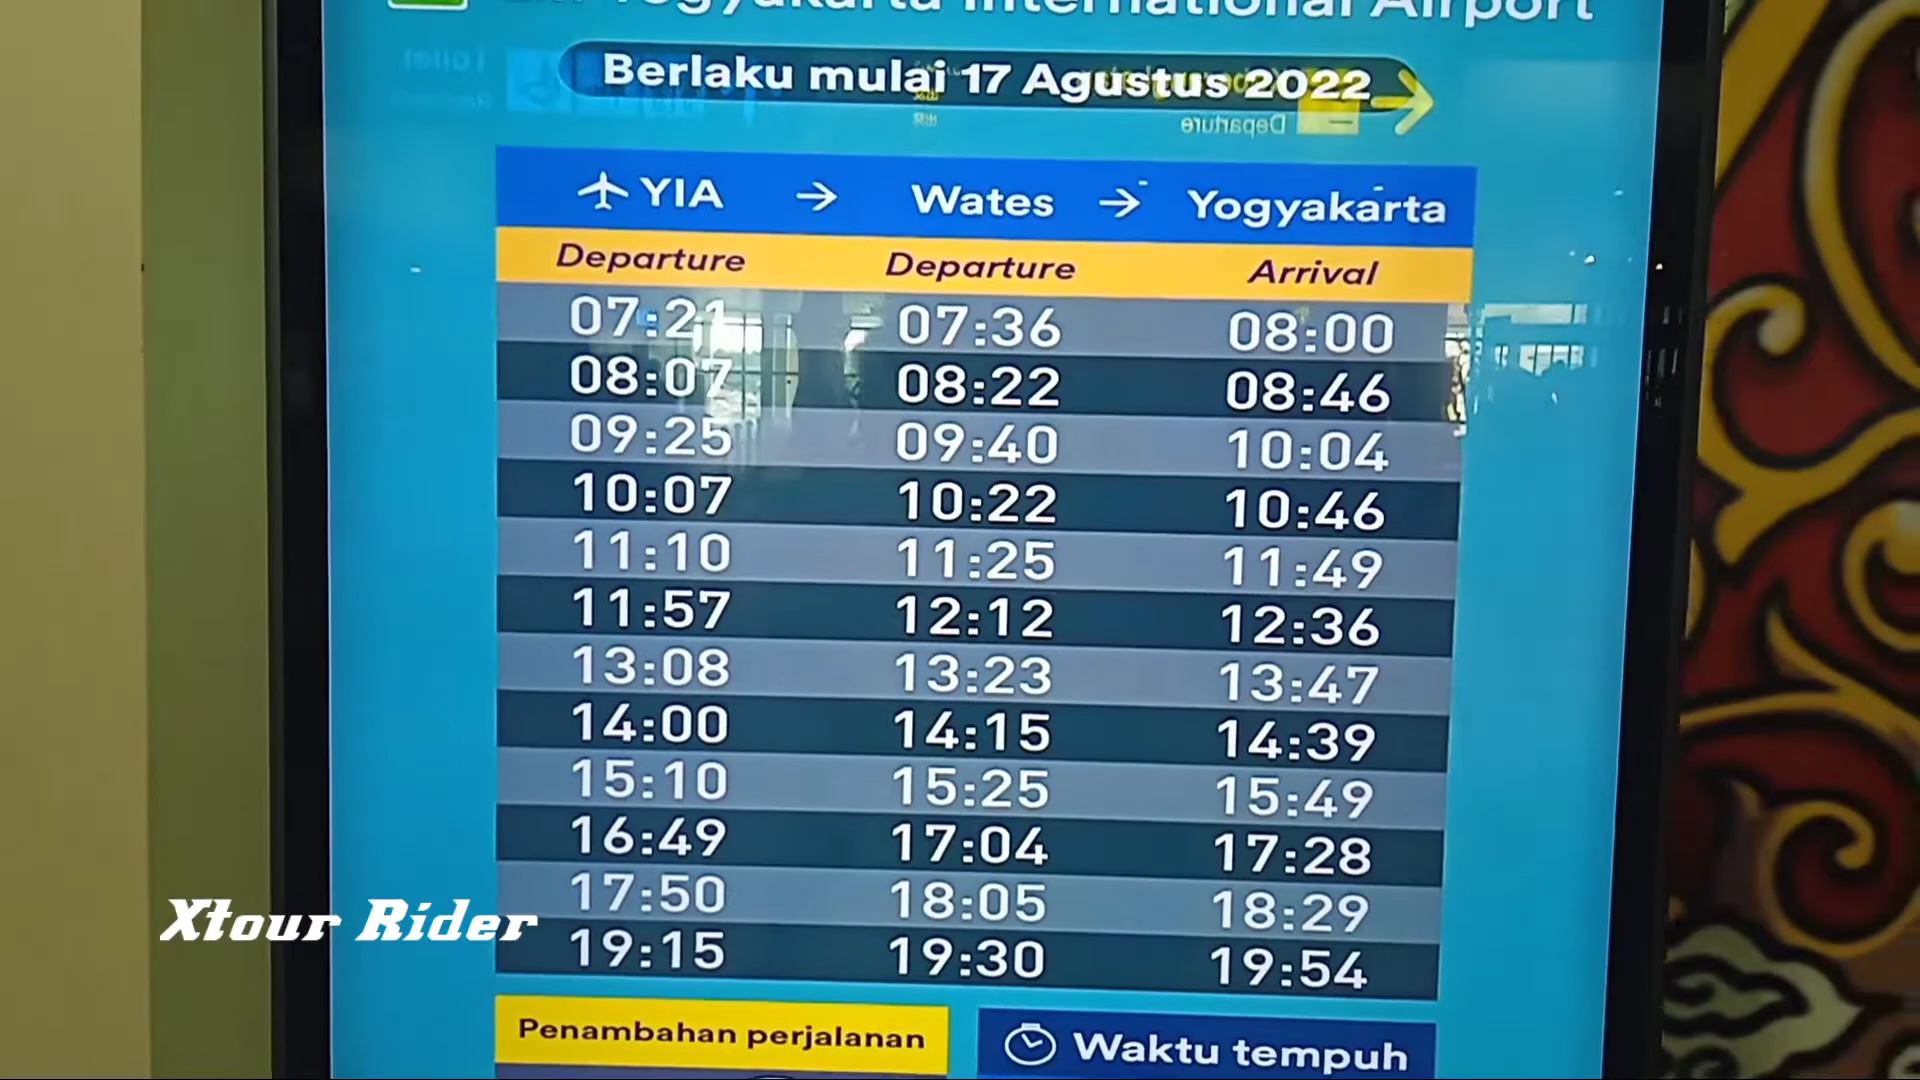 Yogyakarta International Airport
Berlaku mulai 17 Agustus 2022
Departure
YIA → Wates → Yogyakarta
Departure Departure Arrival
07:21 07:36 08:00
08:07 08:22 08:46
09:25 09:40 10:04
10:07 10:22 10:46
11:10 11:25 11:49
11:57 12:12 12:36
13:08 13:23 13:47
14:00 14:15 14:39
15:10 15:25 15:49
16:49 17:04 17:28
17:50 18:05 18:29
19:15 19:30 19:54
Xtour Rider
Penambahan perjalanan
Waktu tempuh